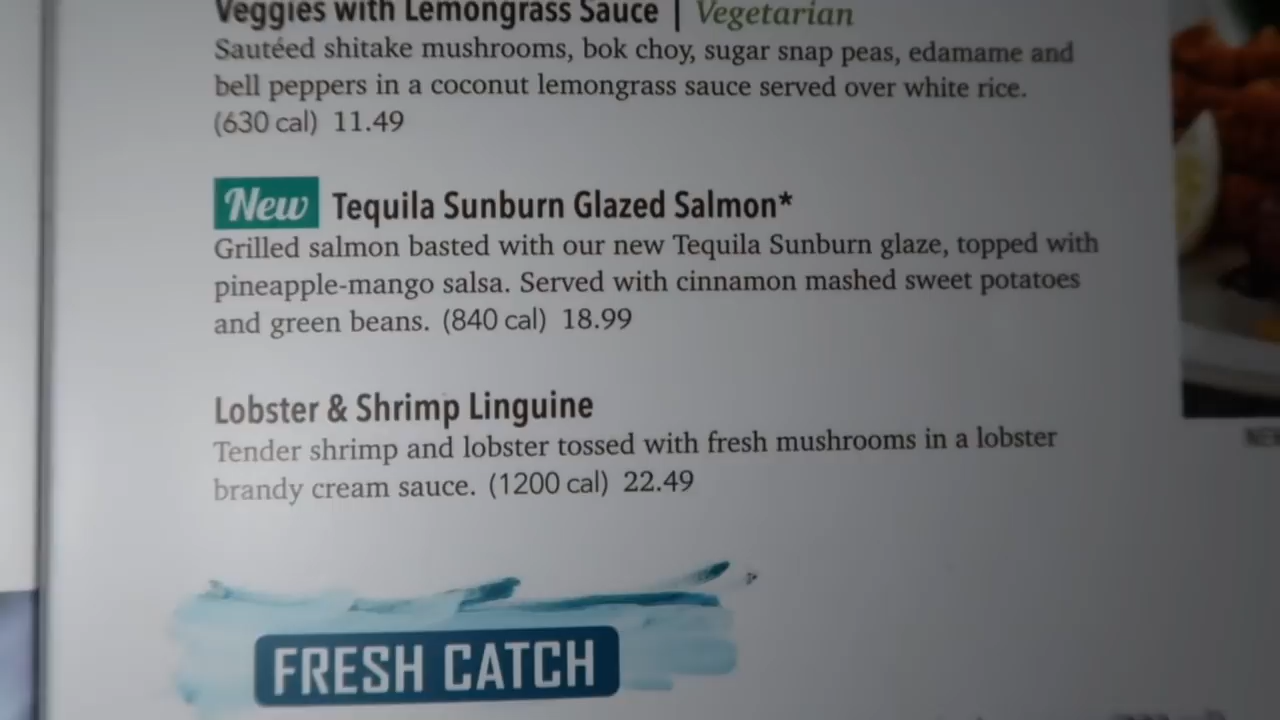 Veggies with Lemongrass Sauce | Vegetarian
Sautéed shitake mushrooms, bok choy, sugar snap peas, edamame and
bell peppers in a coconut lemongrass sauce served over white rice.
(630 cal) 11.49
New Tequila Sunburn Glazed Salmon*
Grilled salmon basted with our new Tequila Sunburn glaze, topped with
pineapple-mango salsa. Served with cinnamon mashed sweet potatoes
and green beans. (840 cal) 18.99
Lobster & Shrimp Linguine
Tender shrimp and lobster tossed with fresh mushrooms in a lobster
brandy cream sauce. (1200 cal) 22.49
FRESH CATCH